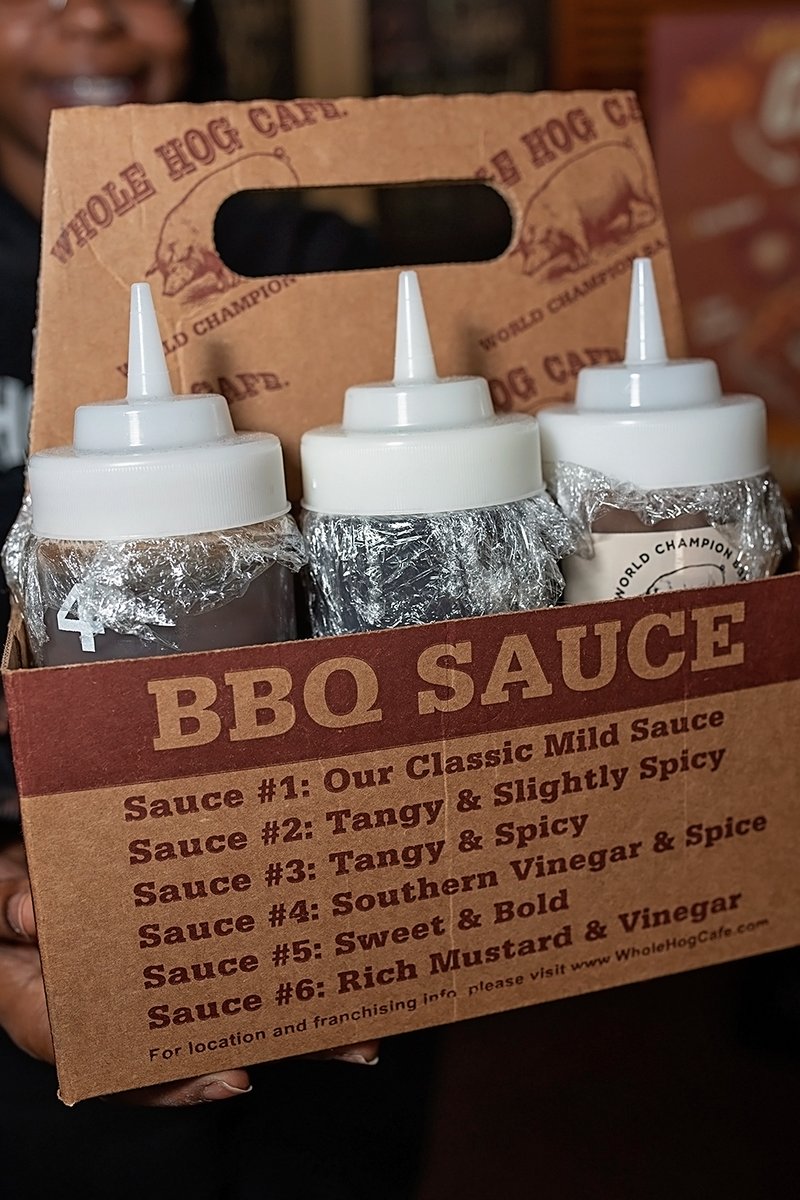 WHOLE HOG CAFE.
WORLD CHAMPION
CAFE.
HOG CA
WORLD CHAMPION BA
HOG CAFE
4
WORLD CHAMPION B
BBQ SAUCE
Sauce #1: Our Classic Mild Sauce
Sauce #2: Tangy & Slightly Spicy
Sauce #3: Tangy & Spicy
Sauce #4: Southern Vinegar & Spice
Sauce #5: Sweet & Bold
Sauce #6: Rich Mustard & Vinegar
For location and franchising info please visit www.WholeHogCafe.com